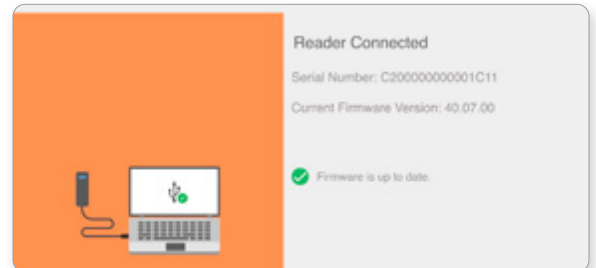 Reader Connected
Serial Number: C200000000001C11
Current Firmware Version: 40.07.00
Firmware is up to date.